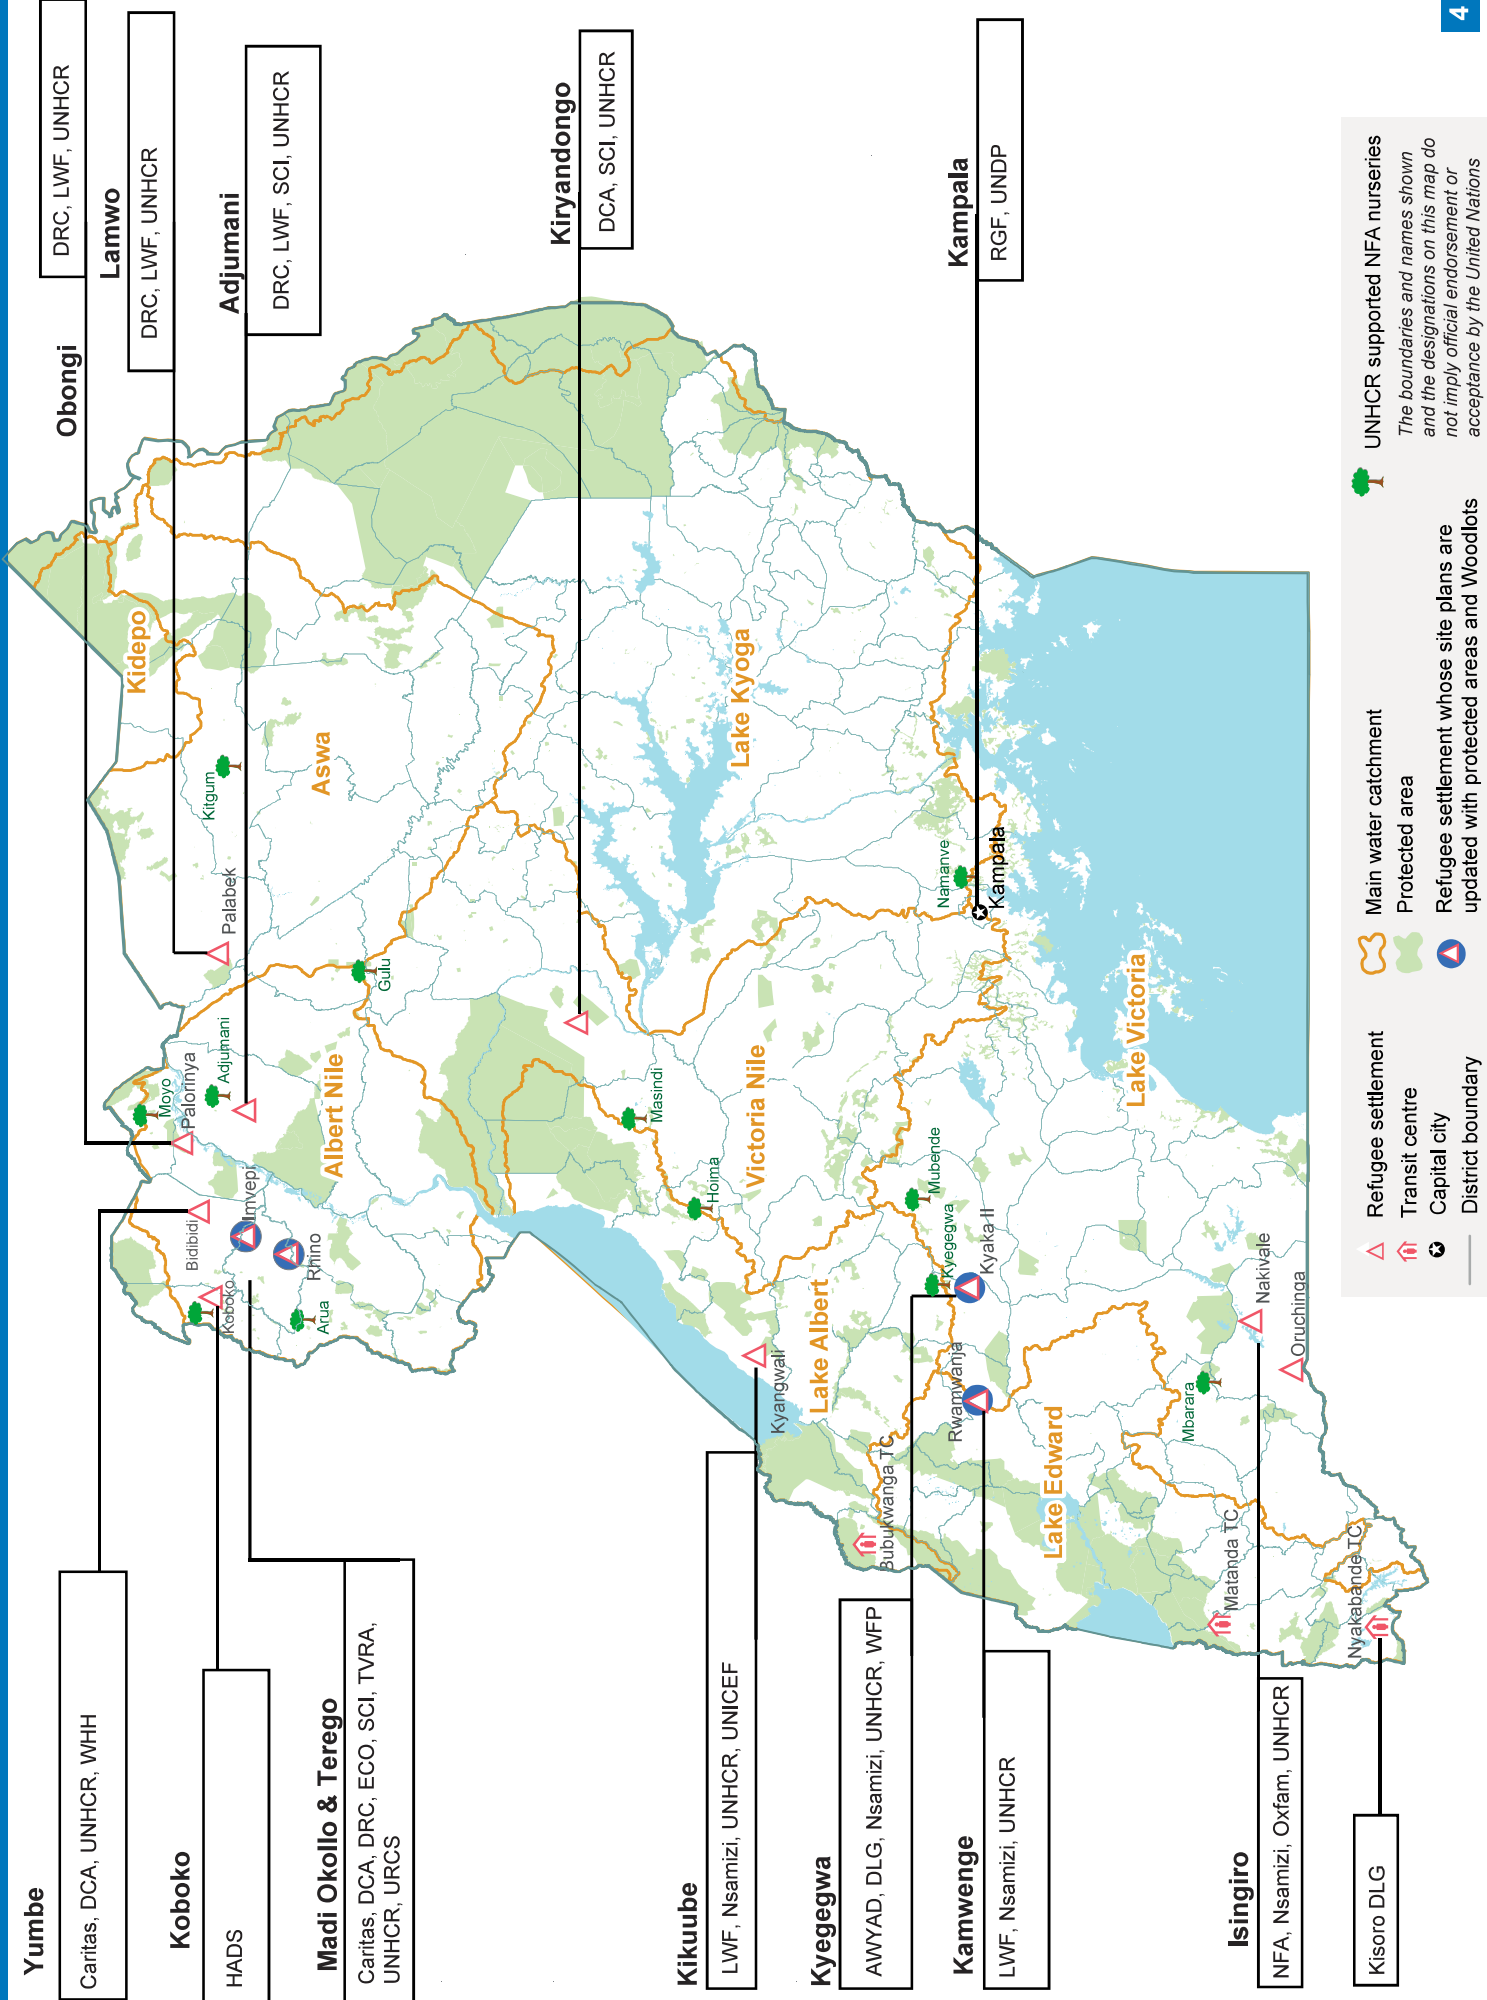 Yumbe
Caritas, DCA, UNHCR, WHH
Koboko
HADS
Madi Okollo & Terego
Caritas, DCA, DRC, ECO, SCI, TVRA,
UNHCR, URCS
Kikuube
LWF, Nsamizi, UNHCR, UNICEF
Kyegegwa
AWYAD, DLG, Nsamizi, UNHCR, WFP
Kamwenge
LWF, Nsamizi, UNHCR
Isingiro
NFA, Nsamizi, Oxfam, UNHCR
Kisoro DLG
Obongi
DRC, LWF, UNHCR
Lamwo
DRC, LWF, UNHCR
Adjumani
DRC, LWF, SCI, UNHCR
Kiryandongo
DCA, SCI, UNHCR
Kampala
RGF, UNDP
Kidepo
Aswa
Albert Nile
Lake Kyoga
Victoria Nile
Lake Albert
Lake Edward
Lake Victoria
Kitgum
Palabek
Gulu
Moyo
Palorinya
Adjumani
Bidibidi
Imvepi
Rhino
Koboko
Arua
Masindi
Hoima
Kyangwali
Mubende
Kyegegwa
Kyaka II
Rwamwanja
Bubukwanga TC
Namanve
Kampala
Mbarara
Nakivale
Oruchinga
Matanda TC
Nyakabande TC
Refugee settlement
Transit centre
Capital city
District boundary
Main water catchment
Protected area
Refugee settlement whose site plans are
updated with protected areas and Woodlots
UNHCR supported NFA nurseries
The boundaries and names shown
and the designations on this map do
not imply official endorsement or
acceptance by the United Nations
4